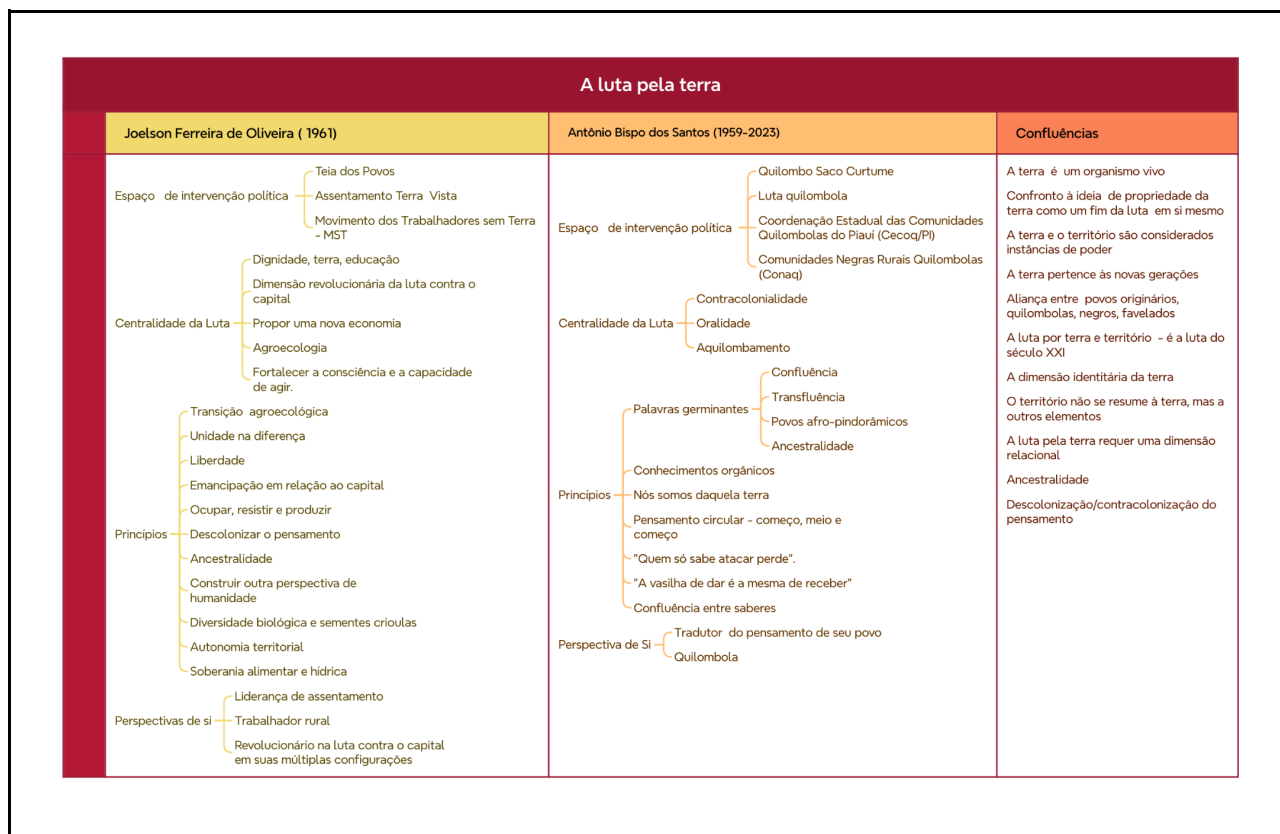 A luta pela terra
Joelson Ferreira de Oliveira ( 1961)
Antônio Bispo dos Santos (1959-2023)
Confluências
Espaço de intervenção política
Teia dos Povos
Assentamento Terra Vista
Movimento dos Trabalhadores sem Terra
- MST
Centralidade da Luta
Dignidade, terra, educação
Dimensão revolucionária da luta contra o
capital
Propor uma nova economia
Agroecologia
Fortalecer a consciência e a capacidade
de agir.
Princípios
Transição agroecológica
Unidade na diferença
Liberdade
Emancipação em relação ao capital
Ocupar, resistir e produzir
Descolonizar o pensamento
Ancestralidade
Construir outra perspectiva de
humanidade
Diversidade biológica e sementes crioulas
Autonomia territorial
Soberania alimentar e hídrica
Perspectivas de si
Liderança de assentamento
Trabalhador rural
Revolucionário na luta contra o capital
em suas múltiplas configurações
Espaço de intervenção política
Quilombo Saco Curtume
Luta quilombola
Coordenação Estadual das Comunidades
Quilombolas do Piauí (Cecoq/PI)
Comunidades Negras Rurais Quilombolas
(Conaq)
Centralidade da Luta
Contracolonialidade
Oralidade
Aquilombamento
Princípios
Palavras germinantes
Confluência
Transfluência
Povos afro-pindorâmicos
Ancestralidade
Conhecimentos orgânicos
Nós somos daquela terra
Pensamento circular - começo, meio e
começo
"Quem só sabe atacar perde".
"A vasilha de dar é a mesma de receber"
Confluência entre saberes
Perspectiva de Si
Tradutor do pensamento de seu povo
Quilombola
A terra é um organismo vivo
Confronto à ideia de propriedade da
terra como um fim da luta em si mesmo
A terra e o território são considerados
instâncias de poder
A terra pertence às novas gerações
Aliança entre povos originários,
quilombolas, negros, favelados
A luta por terra e território - é a luta do
século XXI
A dimensão identitária da terra
O território não se resume à terra, mas a
outros elementos
A luta pela terra requer uma dimensão
relacional
Ancestralidade
Descolonização/contracolonização do
pensamento